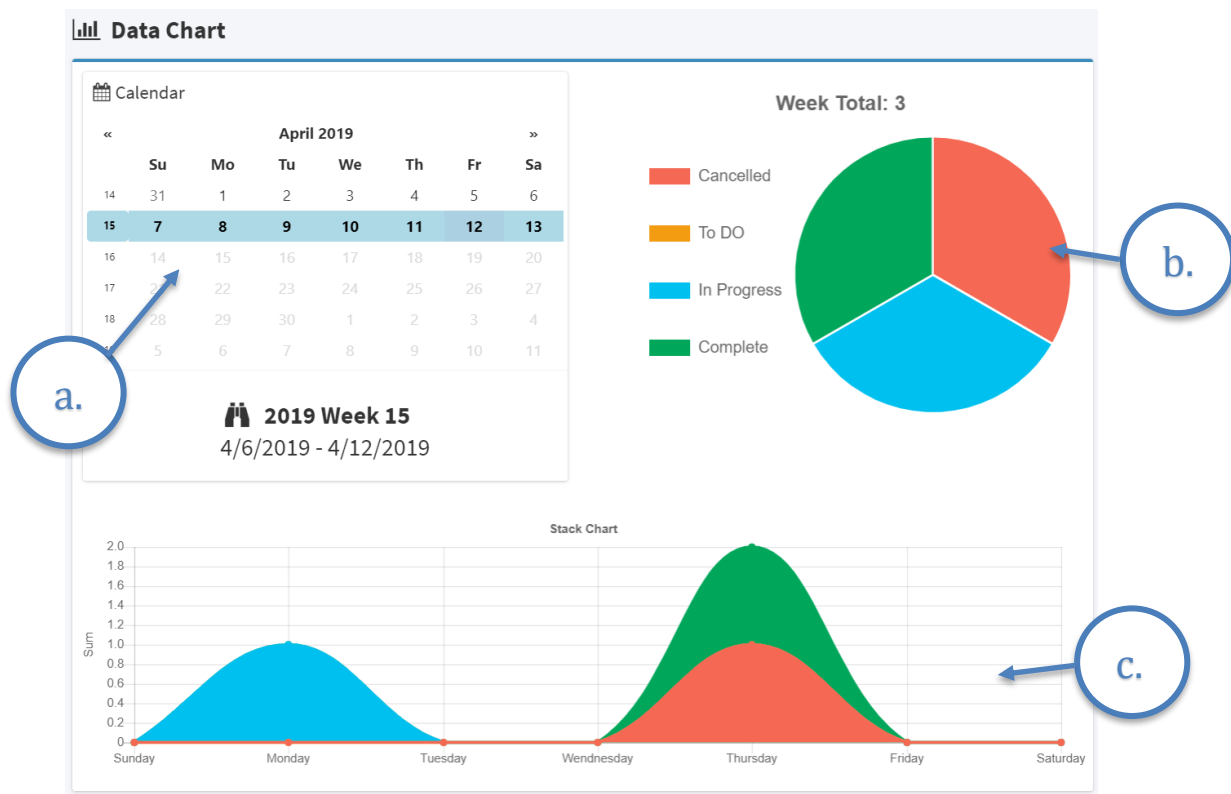 Data Chart
Calendar
« April 2019 »
Su Mo Tu We Th Fr Sa
14 31 1 2 3 4 5 6
15 7 8 9 10 11 12 13
16 14 15 16 17 18 19 20
17 21 22 23 24 25 26 27
18 28 29 30 1 2 3 4
5 6 7 8 9 10 11
2019 Week 15
4/6/2019 - 4/12/2019
a.
Week Total: 3
Cancelled
To DO
In Progress
Complete
b.
Stack Chart
Sum
2.0
1.8
1.6
1.4
1.2
1.0
0.8
0.6
0.4
0.2
0
Sunday Monday Tuesday Wendnesday Thursday Friday Saturday
c.